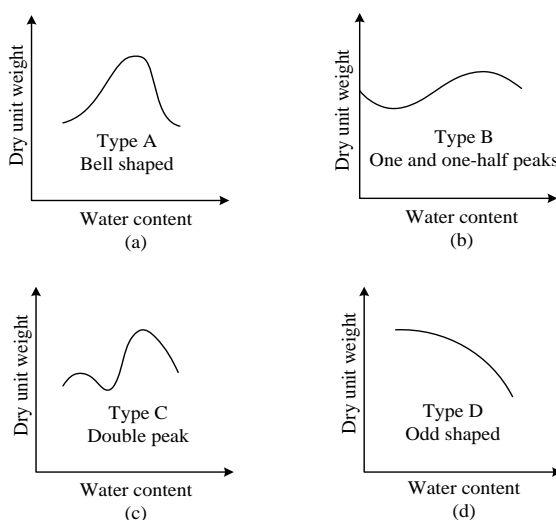 Dry unit weight
Type A
Bell shaped
Water content
(a)
Dry unit weight
Type B
One and one-half peaks
Water content
(b)
Dry unit weight
Type C
Double peak
Water content
(c)
Dry unit weight
Type D
Odd shaped
Water content
(d)